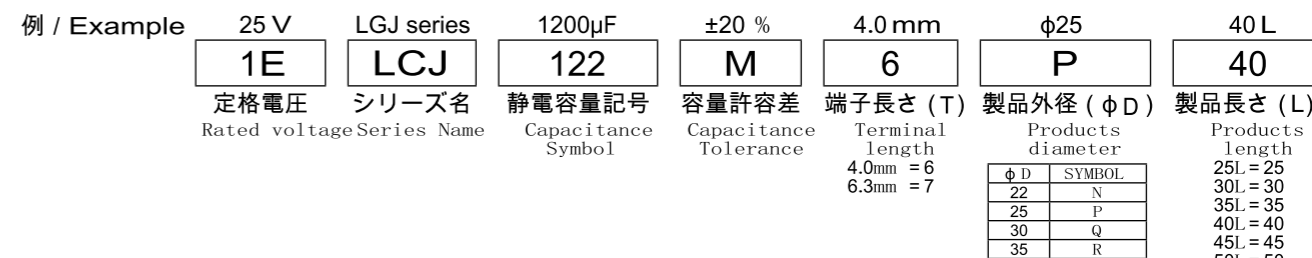 例 / Example 25 V LGJ series 1200μF ±20 % 4.0 mm φ25 40 L
1E LCJ 122 M 6 P 40
定格電圧 シリーズ名 静電容量記号 容量許容差 端子長さ (T) 製品外径 (φD) 製品長さ (L)
Rated voltage Series Name Capacitance Symbol Capacitance Tolerance Terminal length Products diameter Products length
4.0mm = 6
6.3mm = 7
φ D SYMBOL
22 N
25 P
30 Q
35 R
25L = 25
30L = 30
35L = 35
40L = 40
45L = 45